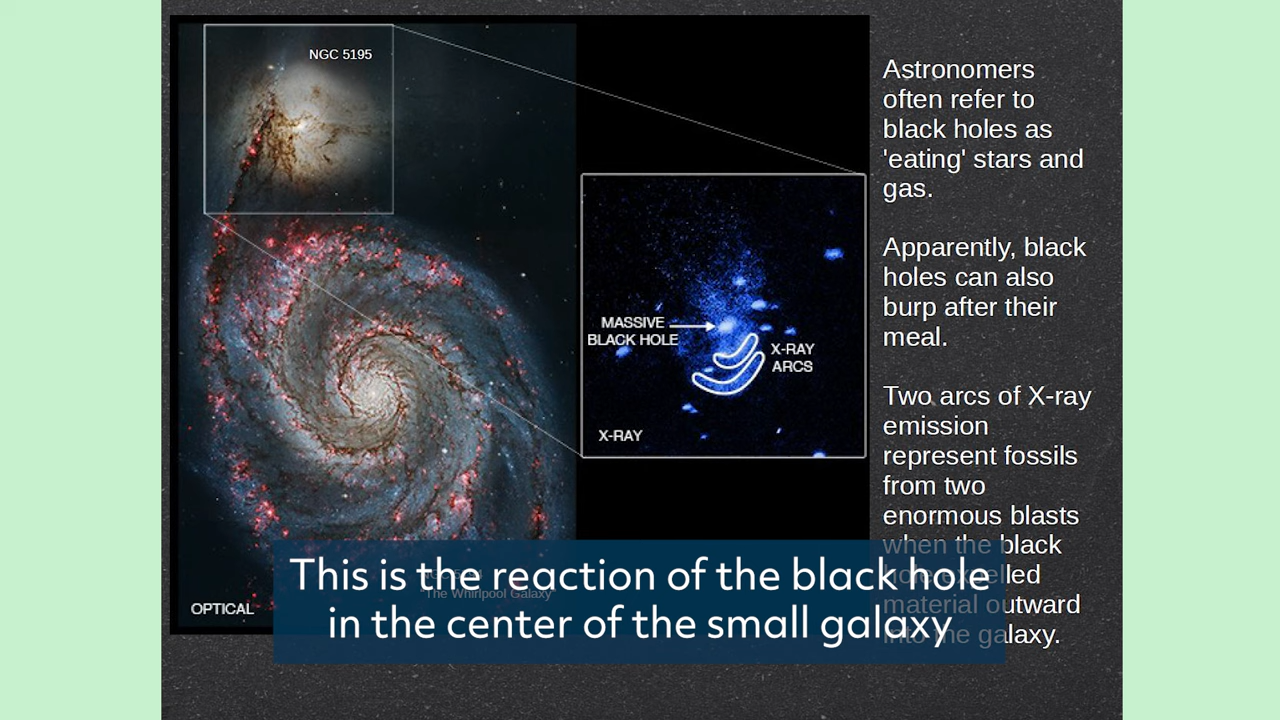 NGC 5195
MASSIVE
BLACK HOLE
X-RAY
ARCS
X-RAY
OPTICAL
"The Whirlpool Galaxy"
Astronomers
often refer to
black holes as
'eating' stars and
gas.
Apparently, black
holes can also
burp after their
meal.
Two arcs of X-ray
emission
represent fossils
from two
enormous blasts
when the black
hole expelled
material outward
into the galaxy.
This is the reaction of the black hole
in the center of the small galaxy